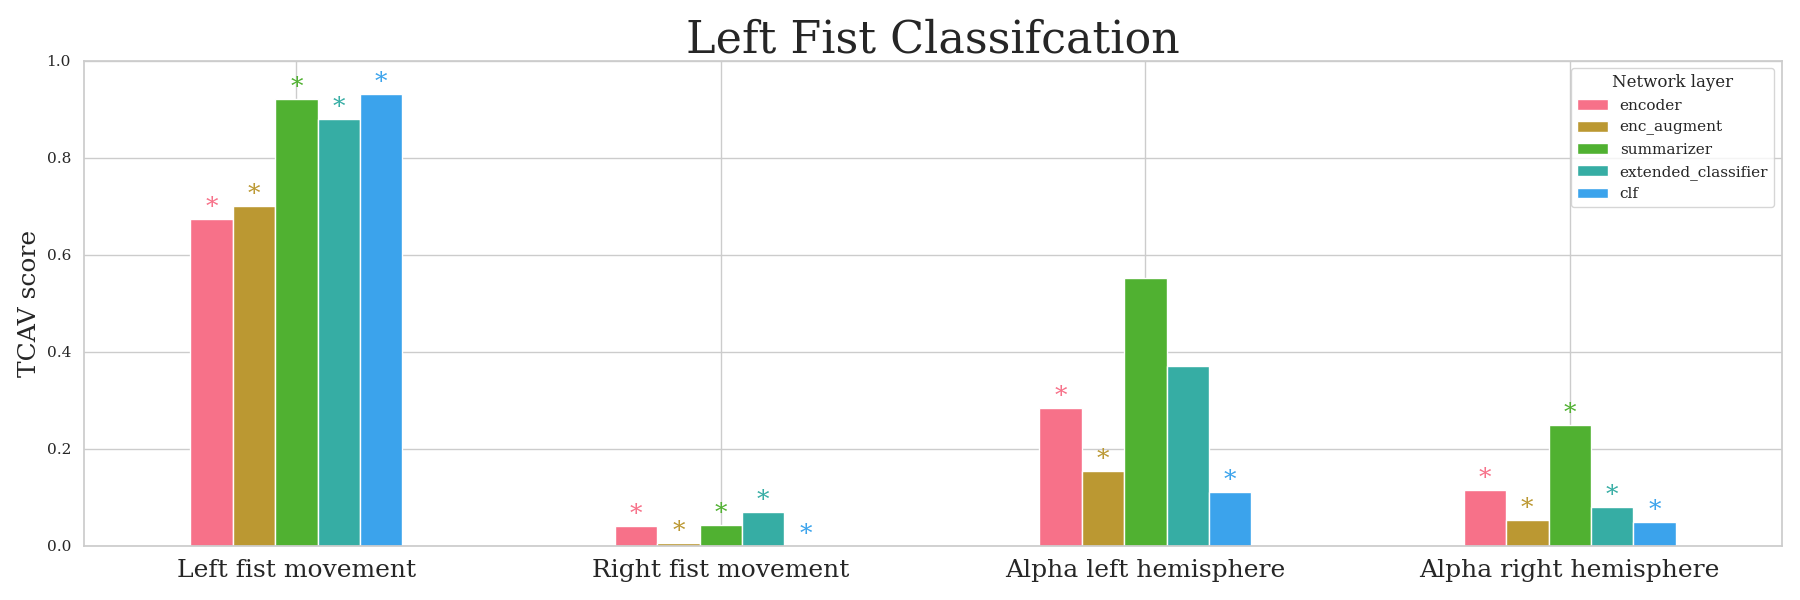 Left Fist Classifcation
TCAV score
1.0
0.8
0.6
0.4
0.2
0.0
* * * * *
* * * * *
* * *
* * * * *
Left fist movement
Right fist movement
Alpha left hemisphere
Alpha right hemisphere
Network layer
encoder
enc_augment
summarizer
extended_classifier
clf